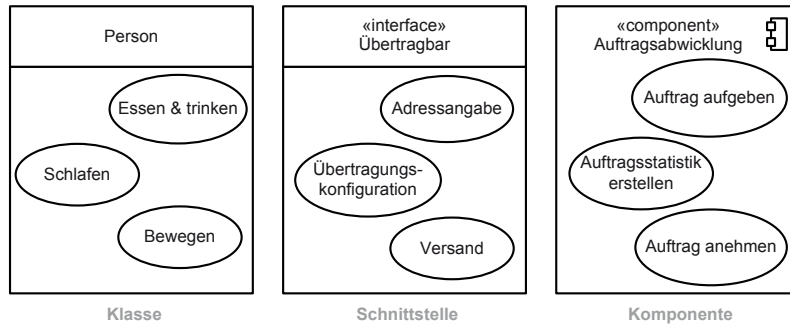 Person
Essen & trinken
Schlafen
Bewegen
Klasse
«interface»
Übertragbar
Adressangabe
Übertragungs-
konfiguration
Versand
Schnittstelle
«component»
Auftragsabwicklung
Auftrag aufgeben
Auftragsstatistik
erstellen
Auftrag anehmen
Komponente